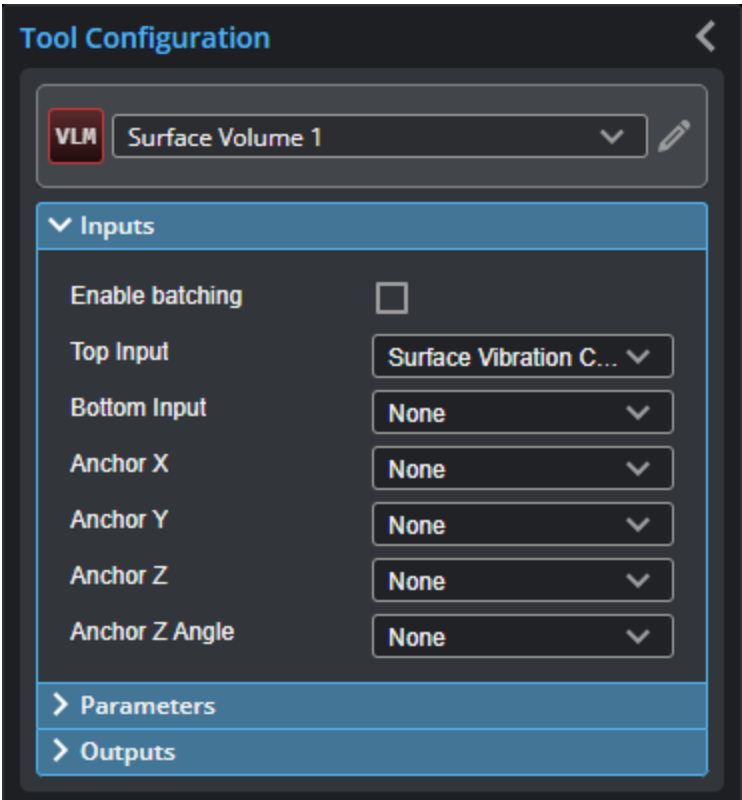 Tool Configuration
VLM Surface Volume 1
Inputs
Enable batching
Top Input Surface Vibration C...
Bottom Input None
Anchor X None
Anchor Y None
Anchor Z None
Anchor Z Angle None
Parameters
Outputs